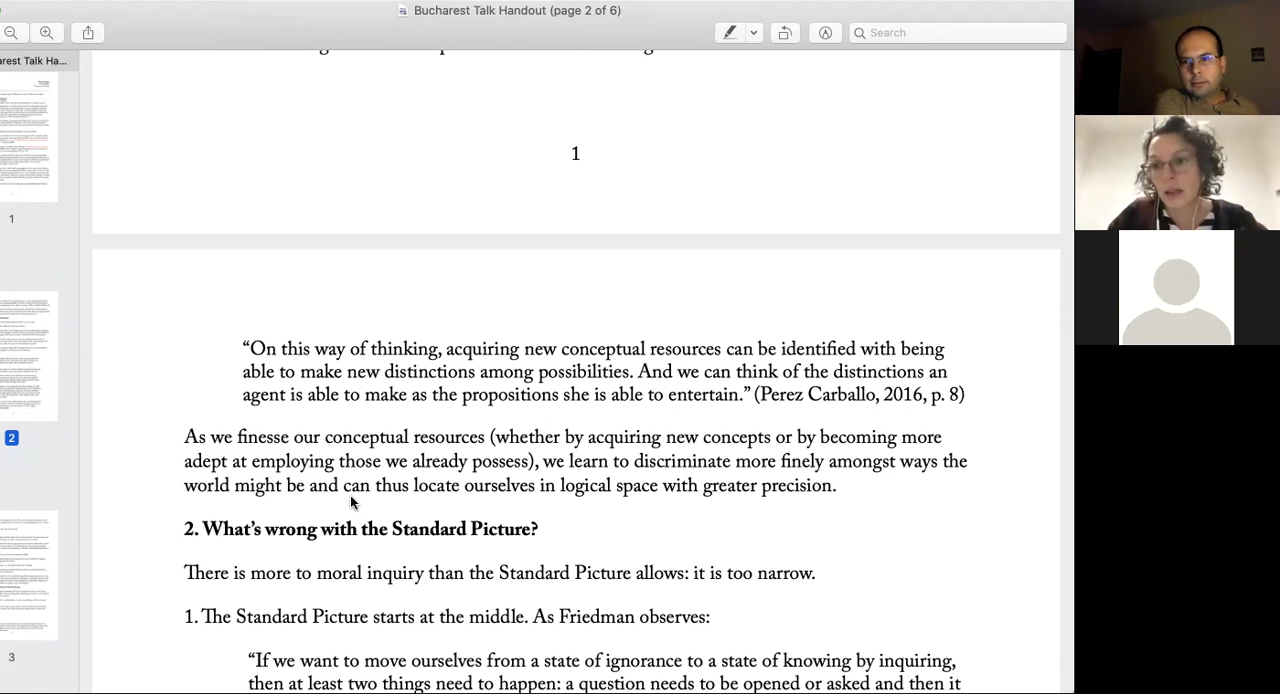 Bucharest Talk Handout (page 2 of 6)
Search
arest Talk Ha...
1
2
3
1
“On this way of thinking, acquiring new conceptual resources can be identified with being
able to make new distinctions among possibilities. And we can think of the distinctions an
agent is able to make as the propositions she is able to entertain.” (Perez Carballo, 2016, p. 8)
As we finesse our conceptual resources (whether by acquiring new concepts or by becoming more
adept at employing those we already possess), we learn to discriminate more finely amongst ways the
world might be and can thus locate ourselves in logical space with greater precision.
2. What’s wrong with the Standard Picture?
There is more to moral inquiry than the Standard Picture allows: it is too narrow.
1. The Standard Picture starts at the middle. As Friedman observes:
“If we want to move ourselves from a state of ignorance to a state of knowing by inquiring,
then at least two things need to happen: a question needs to be opened or asked and then it